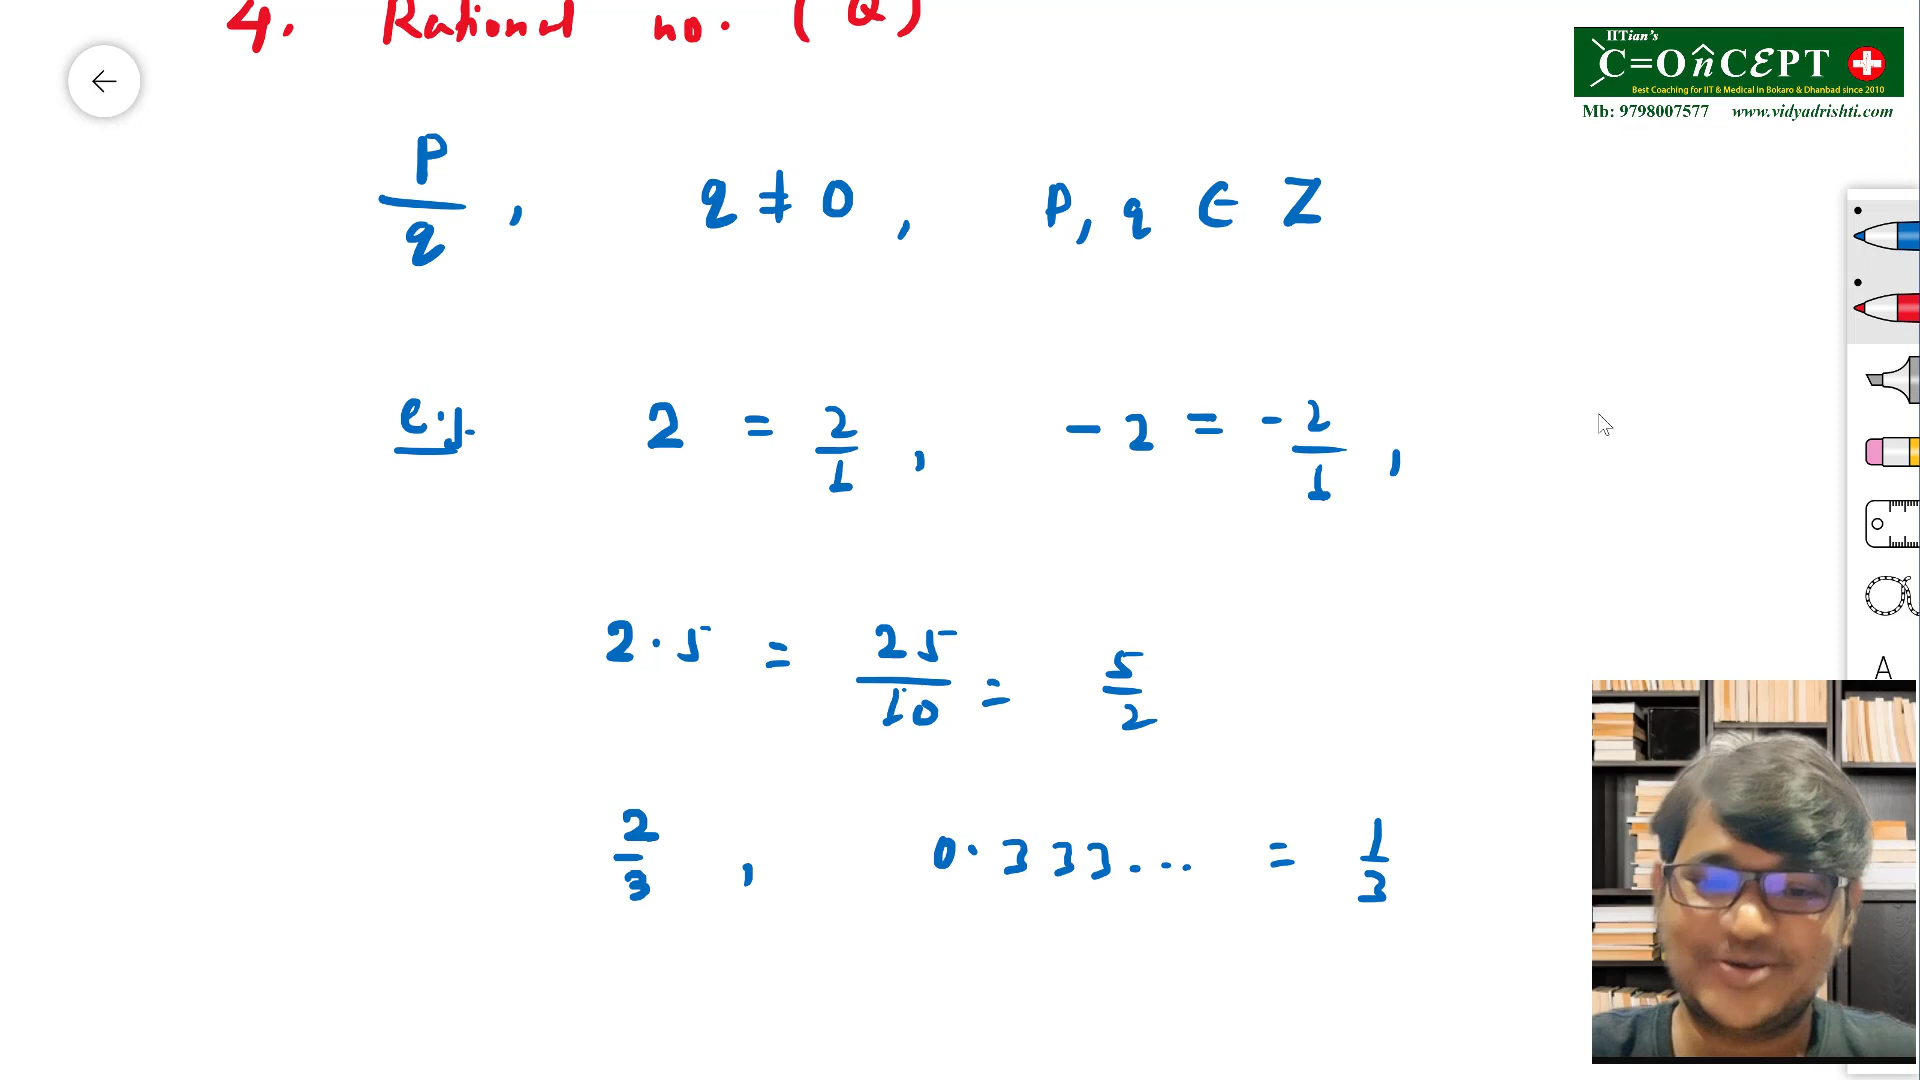 4. Rational no. (Q)
IITian's
CONCEPT
Best Coaching for IIT & Medical in Bokaro & Dhanbad since 2010
Mb: 9798007577 www.vidyadrishti.com
P/q , q ≠ 0 , P, q ∈ Z
e.g. 2 = 2/1 , -2 = -2/1 ,
2.5 = 25/10 = 5/2
2/3 , 0.333... = 1/3
A